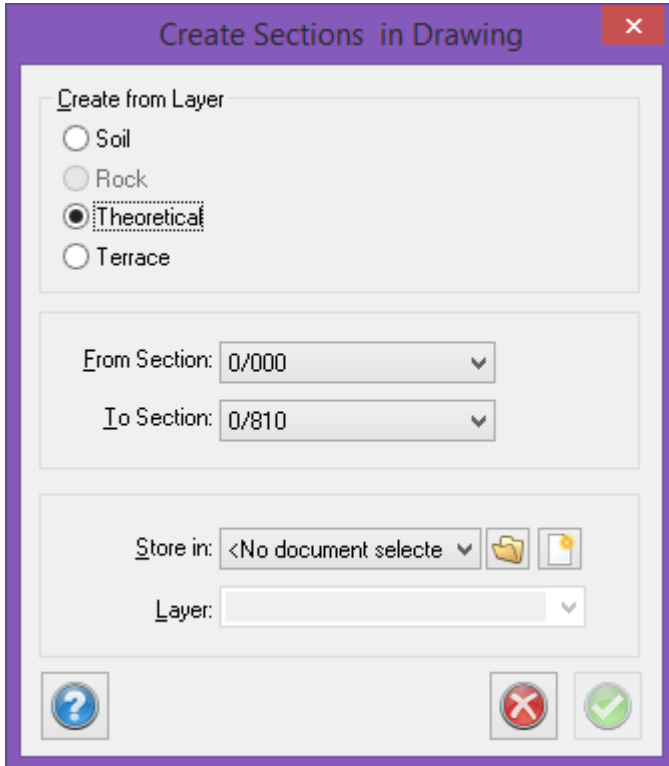 Create Sections  in Drawing
Create from Layer
Soil
Rock
Theoretical
Terrace
From Section: 0/000
To Section: 0/810
Store in: <No document selecte
Layer: